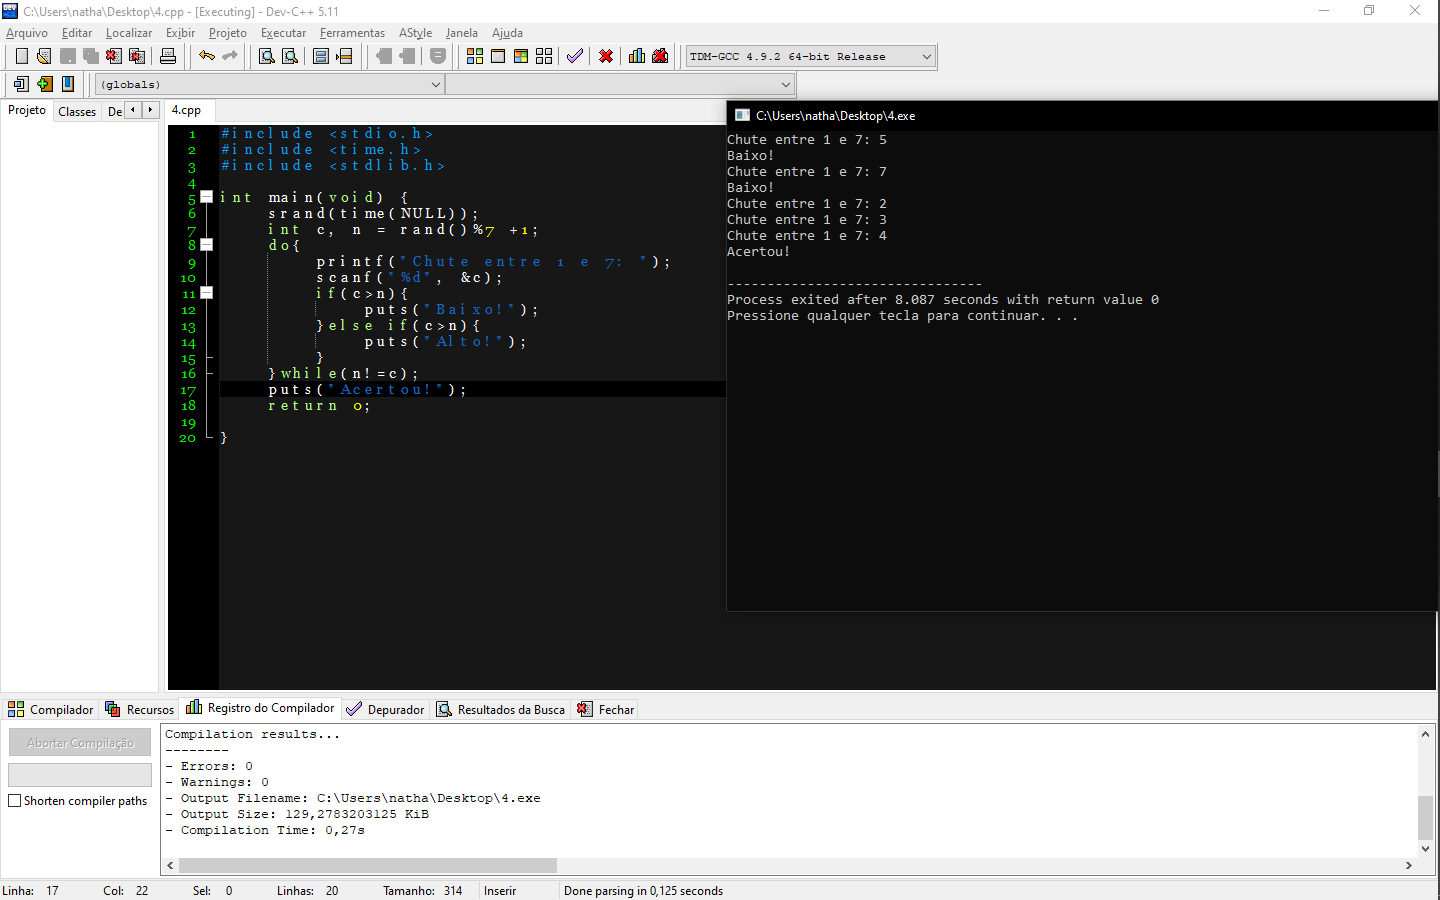 C:\Users\natha\Desktop\4.cpp - [Executing] - Dev-C++ 5.11
Arquivo Editar Localizar Exibir Projeto Executar Ferramentas AStyle Janela Ajuda
TDM-GCC 4.9.2 64-bit Release
(globals)
Projeto Classes De
4.cpp
1 #include <stdio.h>
2 #include <time.h>
3 #include <stdlib.h>
4
5 int main(void) {
6 srand(time(NULL));
7 int c, n = rand()%7 +1;
8 do{
9 printf("Chute entre 1 e 7: ");
10 scanf("%d", &c);
11 if(c>n){
12 puts("Baixo!");
13 }else if(c>n){
14 puts("Alto!");
15 }
16 }while(n!=c);
17 puts("Acertou!");
18 return 0;
19
20 }
C:\Users\natha\Desktop\4.exe
Chute entre 1 e 7: 5
Baixo!
Chute entre 1 e 7: 7
Baixo!
Chute entre 1 e 7: 2
Chute entre 1 e 7: 3
Chute entre 1 e 7: 4
Acertou!
--------------------------------
Process exited after 8.087 seconds with return value 0
Pressione qualquer tecla para continuar. . .
Compilador Recursos Registro do Compilador Depurador Resultados da Busca Fechar
Abortar Compilação
Shorten compiler paths
Compilation results...
--------
- Errors: 0
- Warnings: 0
- Output Filename: C:\Users\natha\Desktop\4.exe
- Output Size: 129,2783203125 KiB
- Compilation Time: 0,27s
Linha: 17 Col: 22 Sel: 0 Linhas: 20 Tamanho: 314 Inserir Done parsing in 0,125 seconds